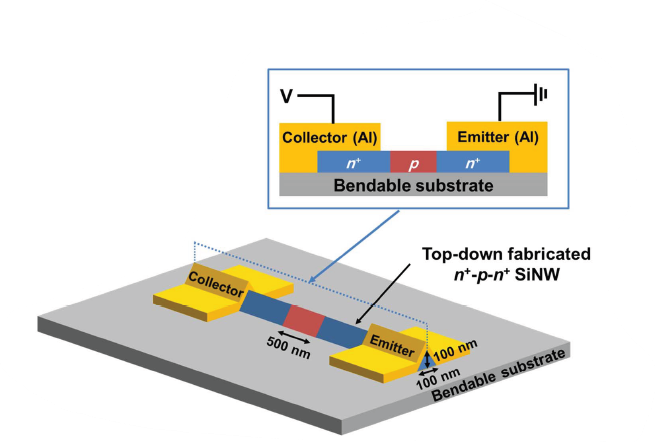 V
Collector (Al)
Emitter (Al)
n⁺
p
n⁺
Bendable substrate
Top-down fabricated
n⁺-p-n⁺ SiNW
Collector
500 nm
Emitter
100 nm
100 nm
Bendable substrate